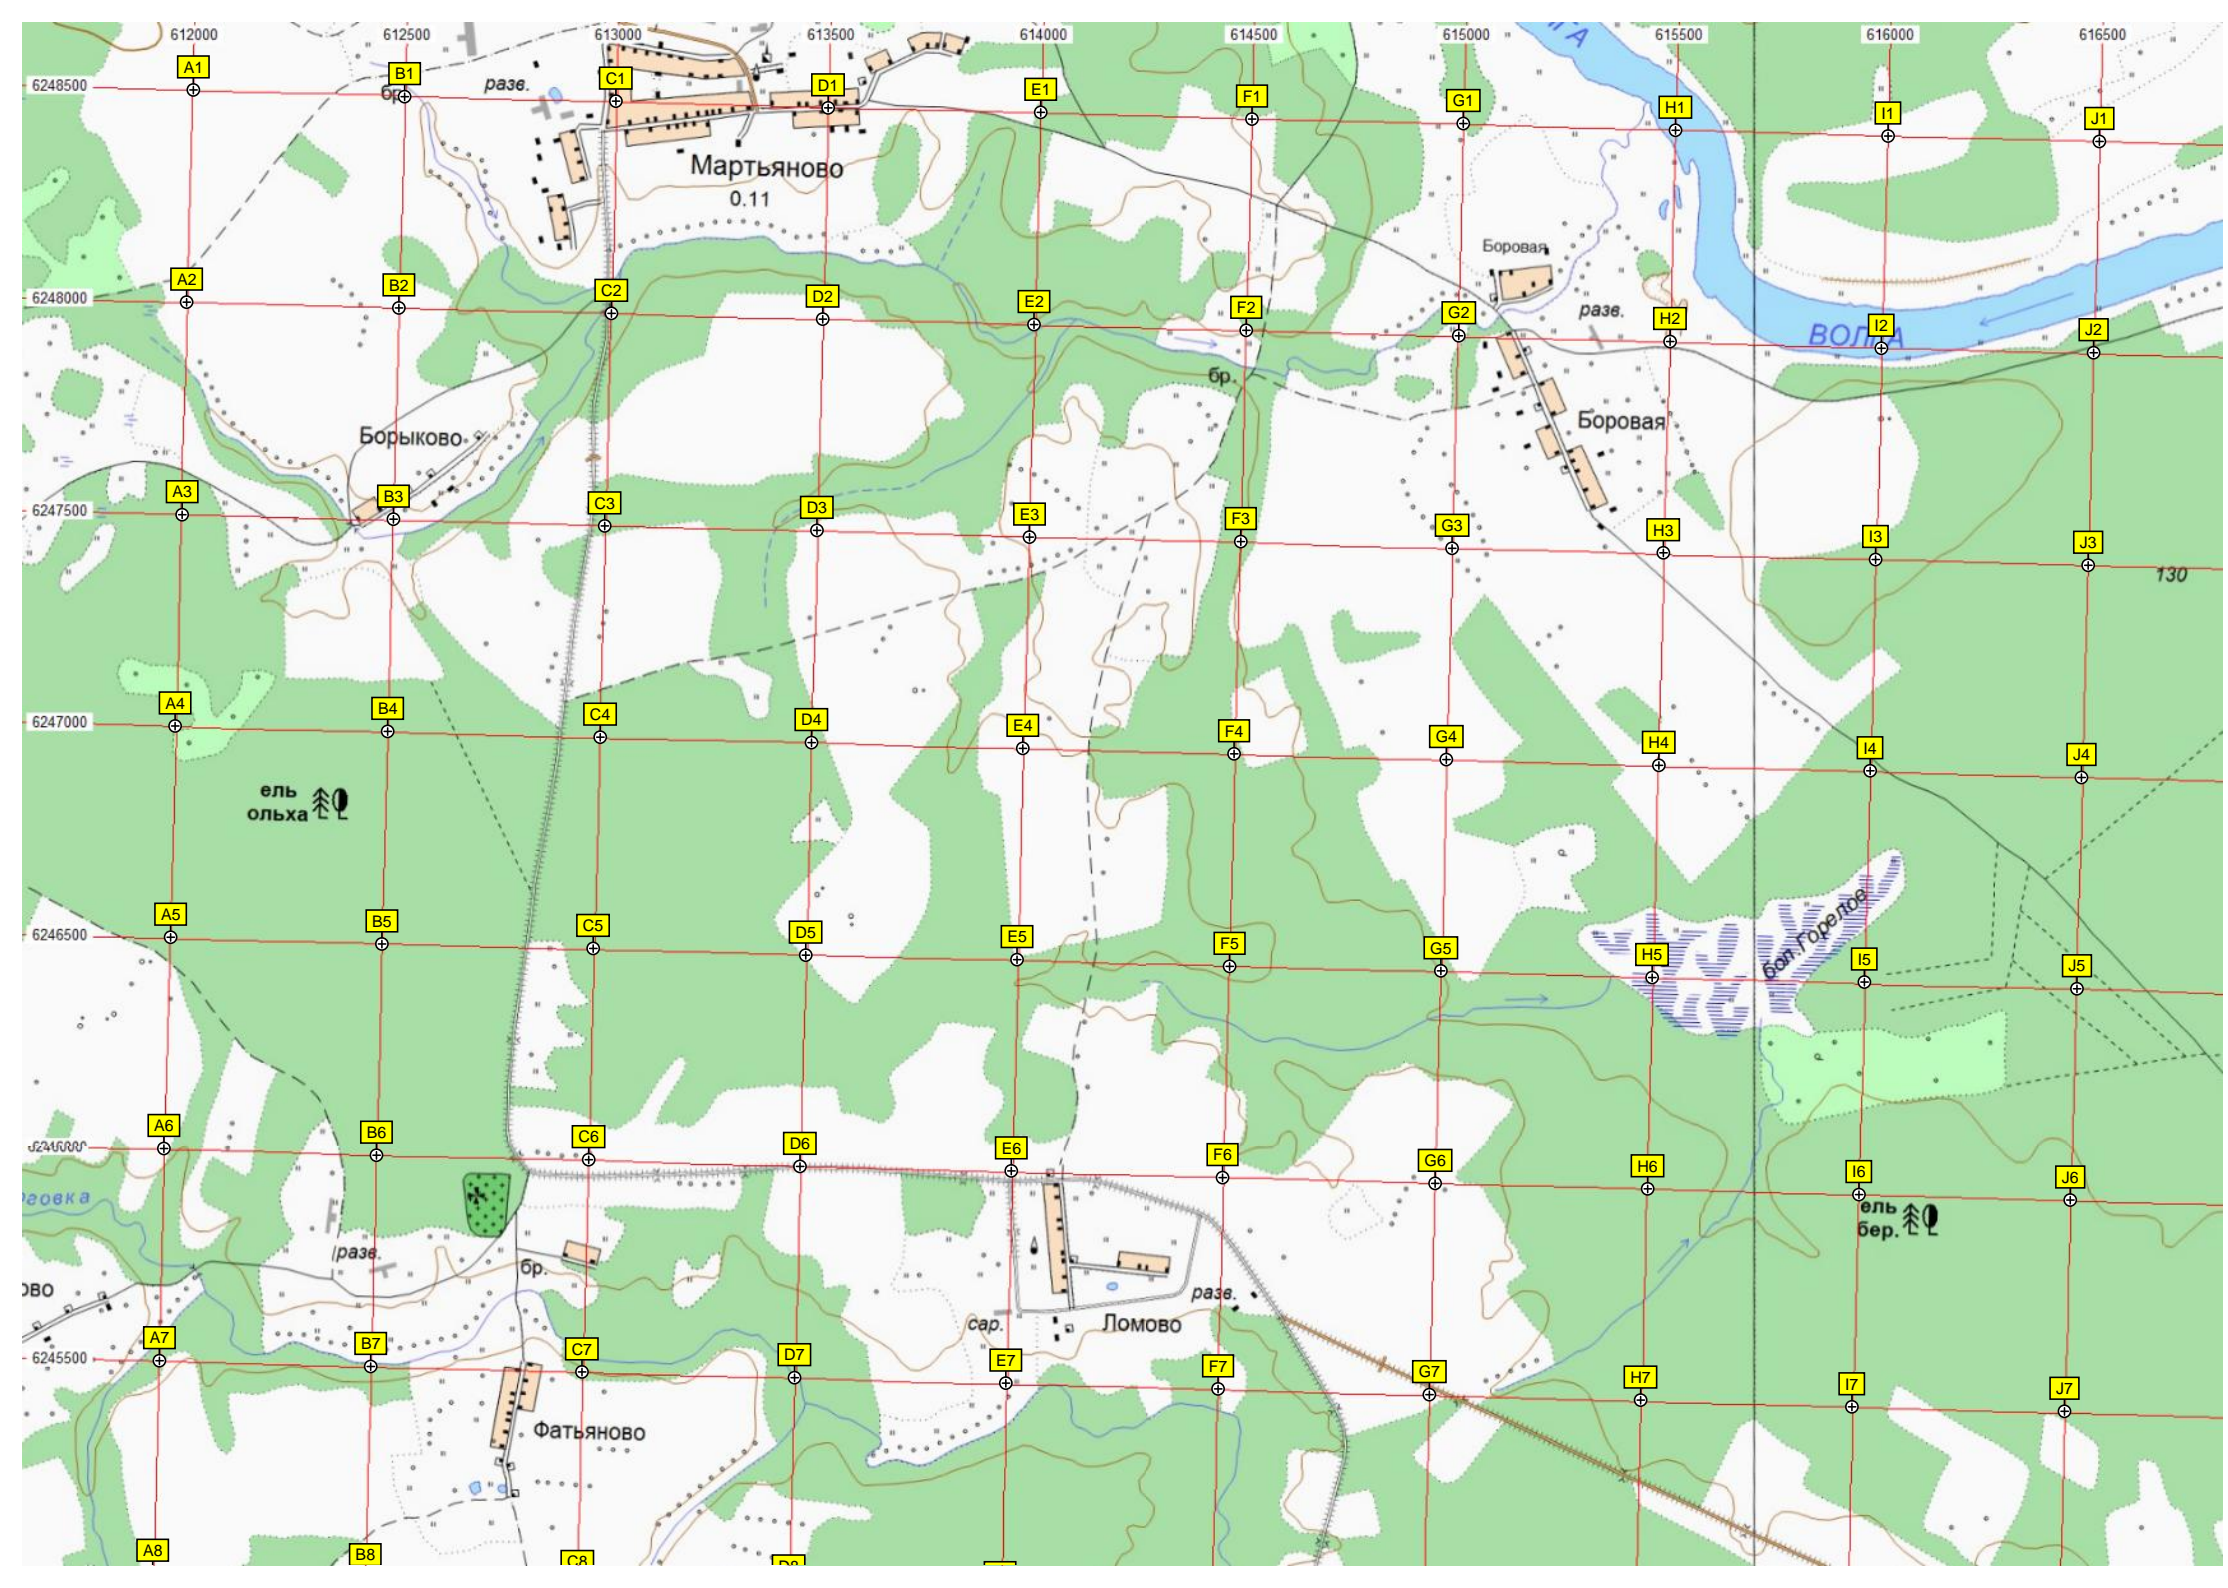 612000 612500 613000 613500 614000 614500 615000 615500 616000 616500
6248500
A1 B1 C1 D1 E1 F1 G1 H1 I1 J1
бр.
разв.
Мартьяново
0.11
Боровая
разв.
6248000
A2 B2 C2 D2 E2 F2 G2 H2 I2 J2
ВОЛГА
бр.
Боровая
Борыково
6247500
A3 B3 C3 D3 E3 F3 G3 H3 I3 J3
130
6247000
A4 B4 C4 D4 E4 F4 G4 H4 I4 J4
ель
ольха
бол.Горелое
6246500
A5 B5 C5 D5 E5 F5 G5 H5 I5 J5
6246000
A6 B6 C6 D6 E6 F6 G6 H6 I6 J6
говка
ель
бер.
разв.
бр.
ово
разв.
сар.
Ломово
6245500
A7 B7 C7 D7 E7 F7 G7 H7 I7 J7
Фатьяново
A8 B8 C8 D8